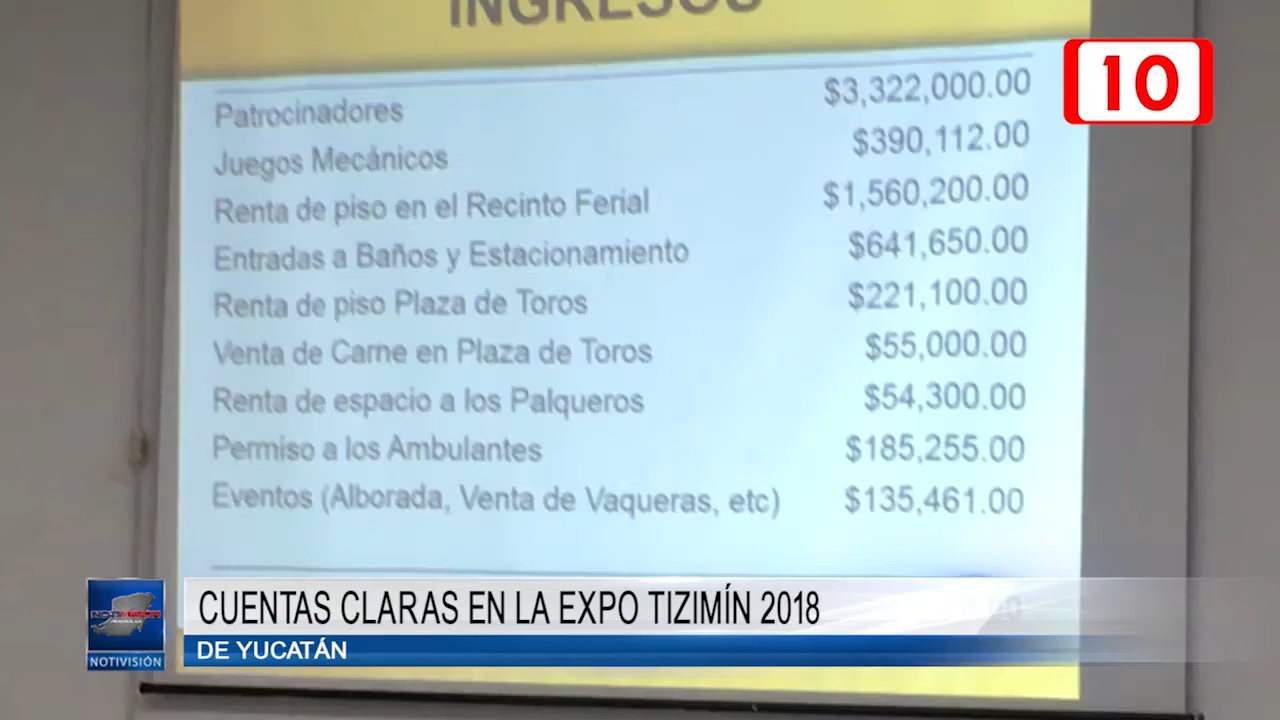 INGRESOS
10
Patrocinadores $3,322,000.00
Juegos Mecánicos $390,112.00
Renta de piso en el Recinto Ferial $1,560,200.00
Entradas a Baños y Estacionamiento $641,650.00
Renta de piso Plaza de Toros $221,100.00
Venta de Carne en Plaza de Toros $55,000.00
Renta de espacio a los Palqueros $54,300.00
Permiso a los Ambulantes $185,255.00
Eventos (Alborada, Venta de Vaqueras, etc) $135,461.00
CUENTAS CLARAS EN LA EXPO TIZIMÍN 2018
DE YUCATÁN
NOTIVISIÓN